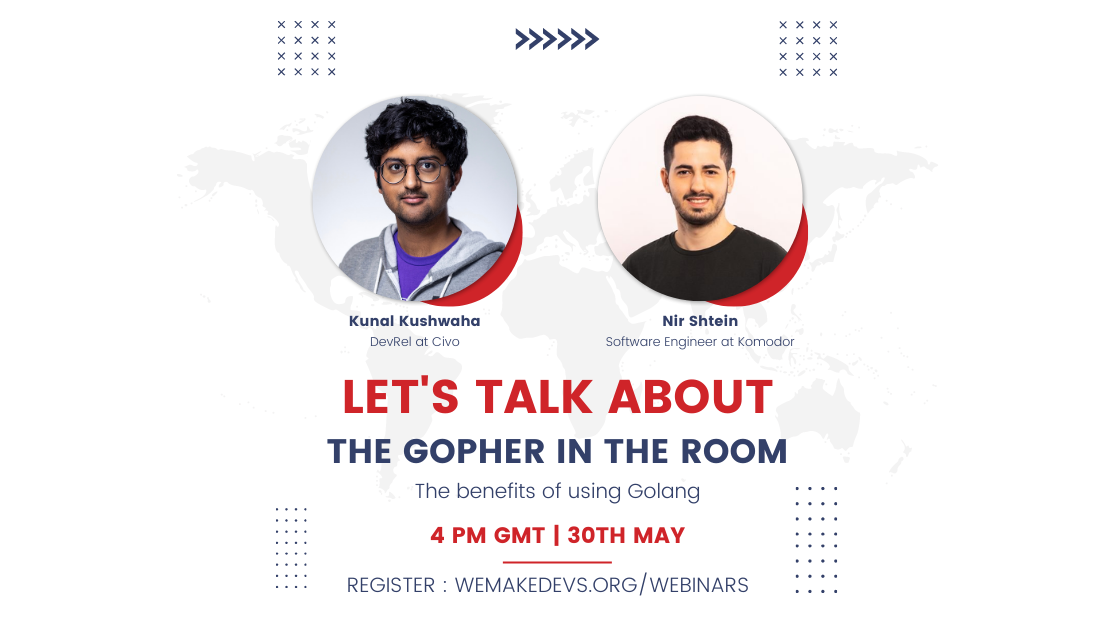 Kunal Kushwaha
DevRel at Civo
Nir Shtein
Software Engineer at Komodor
LET'S TALK ABOUT
THE GOPHER IN THE ROOM
The benefits of using Golang
4 PM GMT | 30TH MAY
REGISTER : WEMAKEDEVS.ORG/WEBINARS